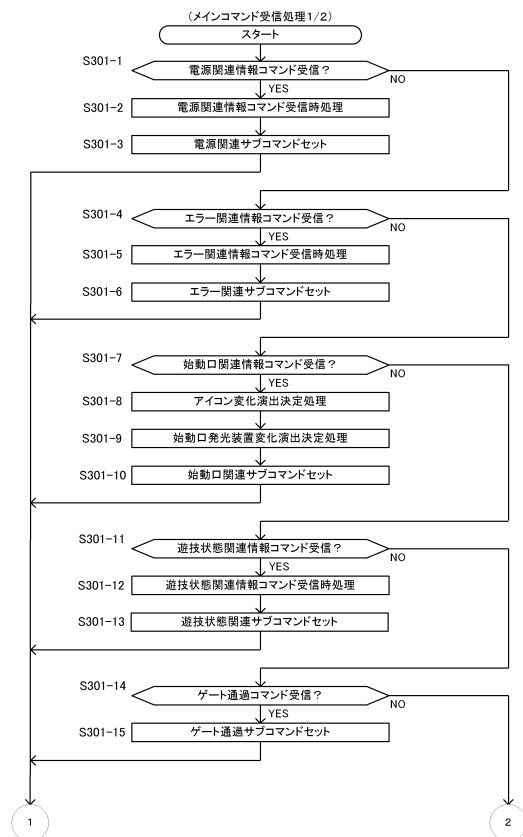 (メインコマンド受信処理1/2)
スタート
S301-1
電源関連情報コマンド受信？
NO
YES
S301-2
電源関連情報コマンド受信時処理
S301-3
電源関連サブコマンドセット
S301-4
エラー関連情報コマンド受信？
NO
YES
S301-5
エラー関連情報コマンド受信時処理
S301-6
エラー関連サブコマンドセット
S301-7
始動口関連情報コマンド受信？
NO
YES
S301-8
アイコン変化演出決定処理
S301-9
始動口発光装置変化演出決定処理
S301-10
始動口関連サブコマンドセット
S301-11
遊技状態関連情報コマンド受信？
NO
YES
S301-12
遊技状態関連情報コマンド受信時処理
S301-13
遊技状態関連サブコマンドセット
S301-14
ゲート通過コマンド受信？
NO
YES
S301-15
ゲート通過サブコマンドセット
1
2